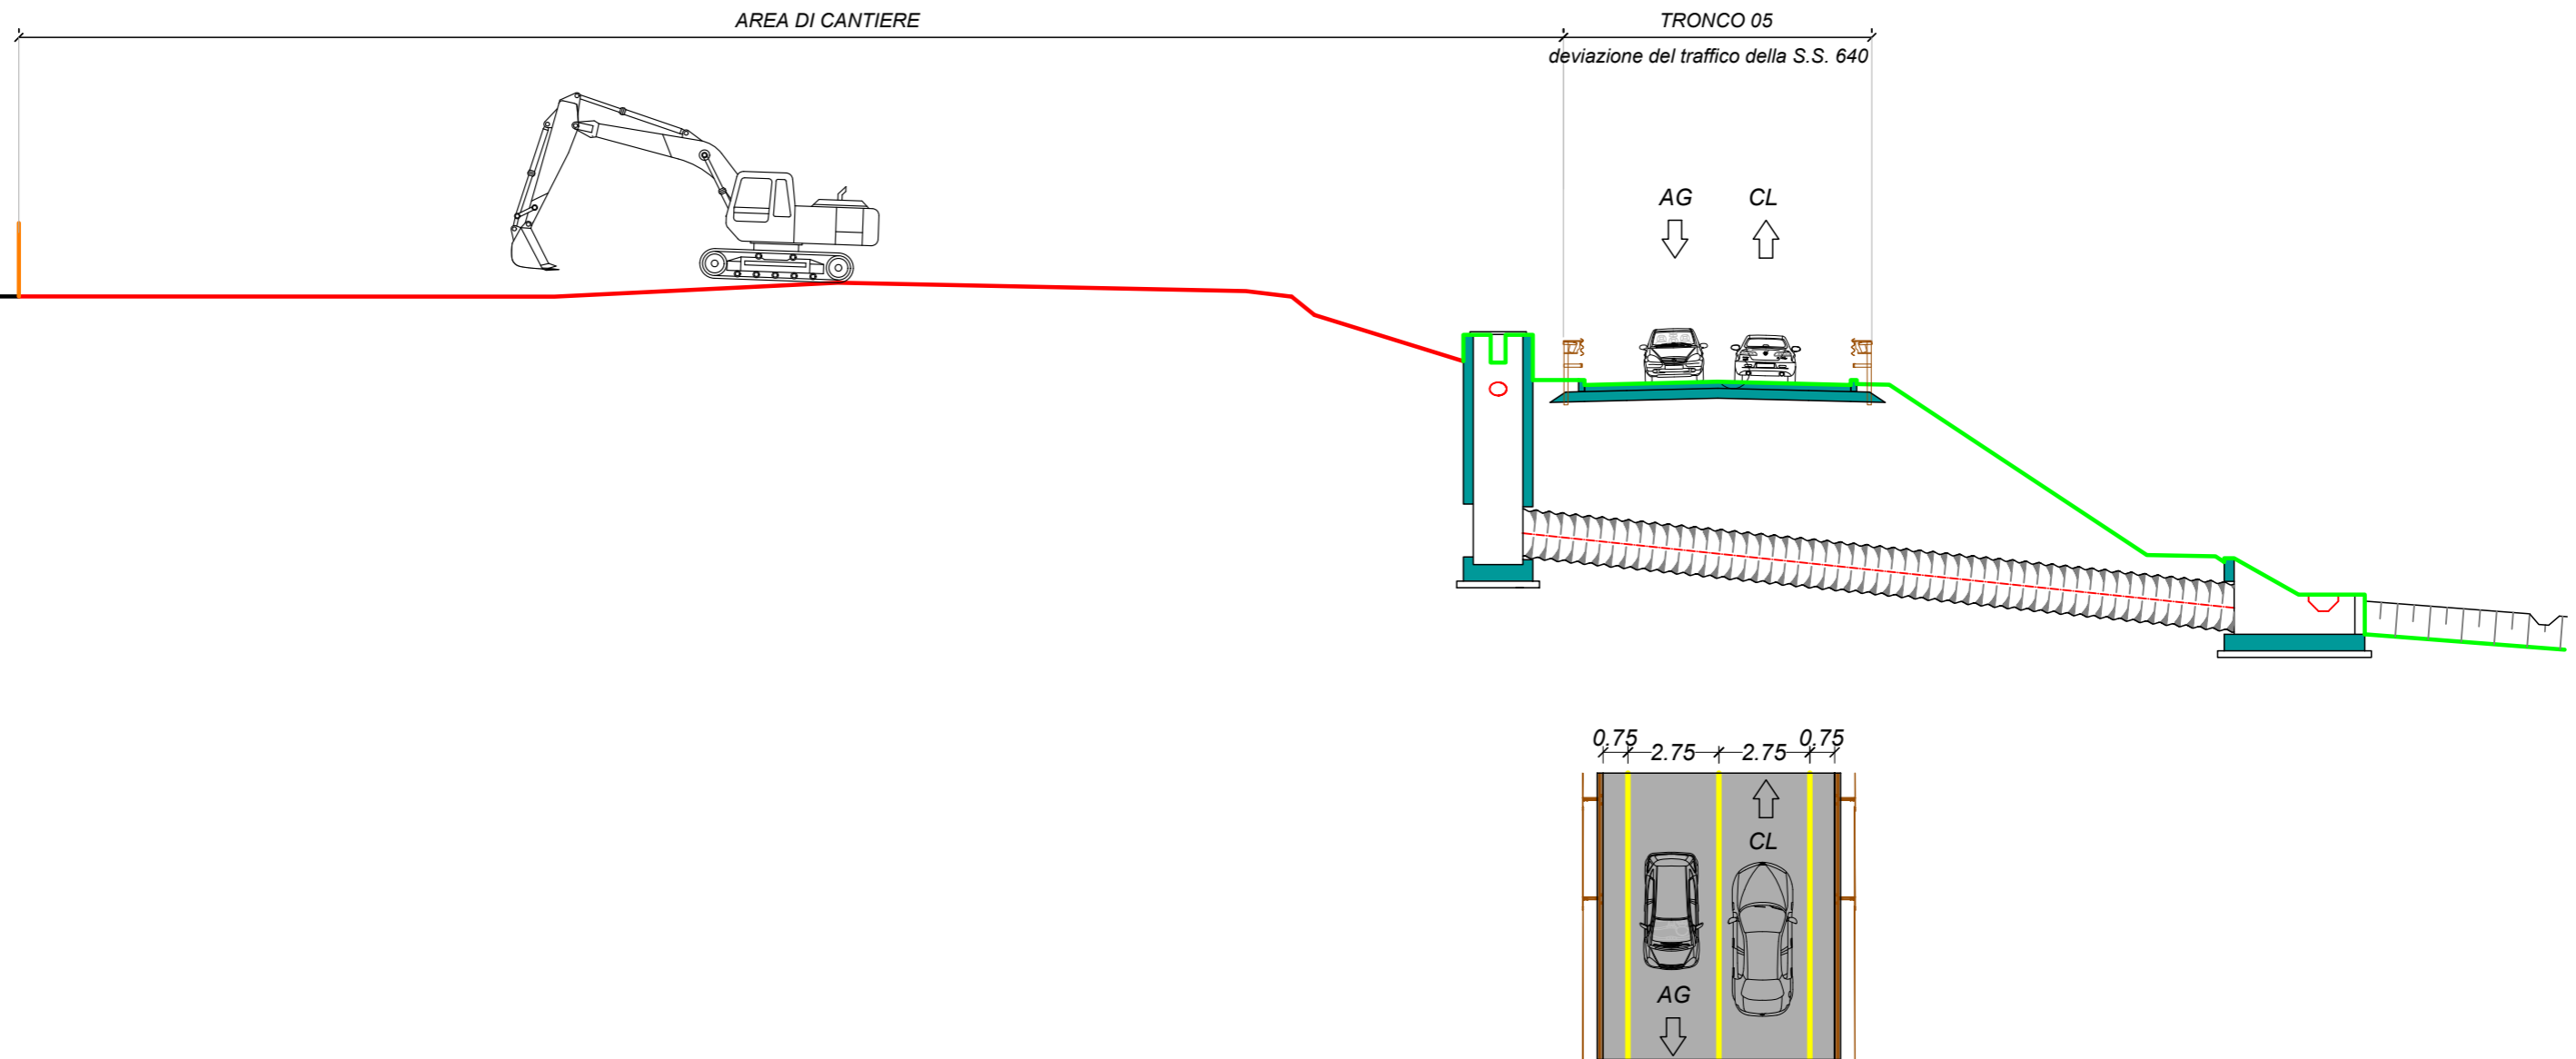 AREA DI CANTIERE
TRONCO 05
deviazione del traffico della S.S. 640
AG
CL
0.75
2.75
2.75
0.75
CL
AG